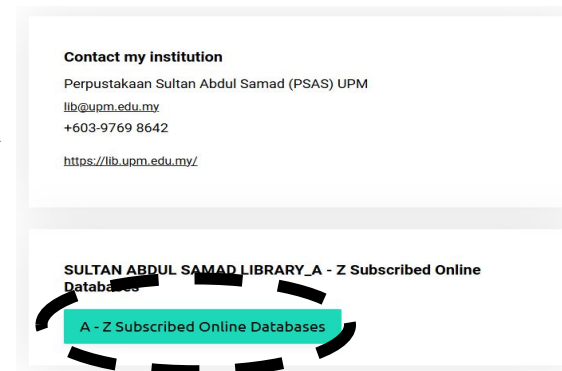 Contact my institution
Perpustakaan Sultan Abdul Samad (PSAS) UPM
lib@upm.edu.my
+603-9769 8642
https://lib.upm.edu.my/
SULTAN ABDUL SAMAD LIBRARY_A - Z Subscribed Online
Databases
A - Z Subscribed Online Databases